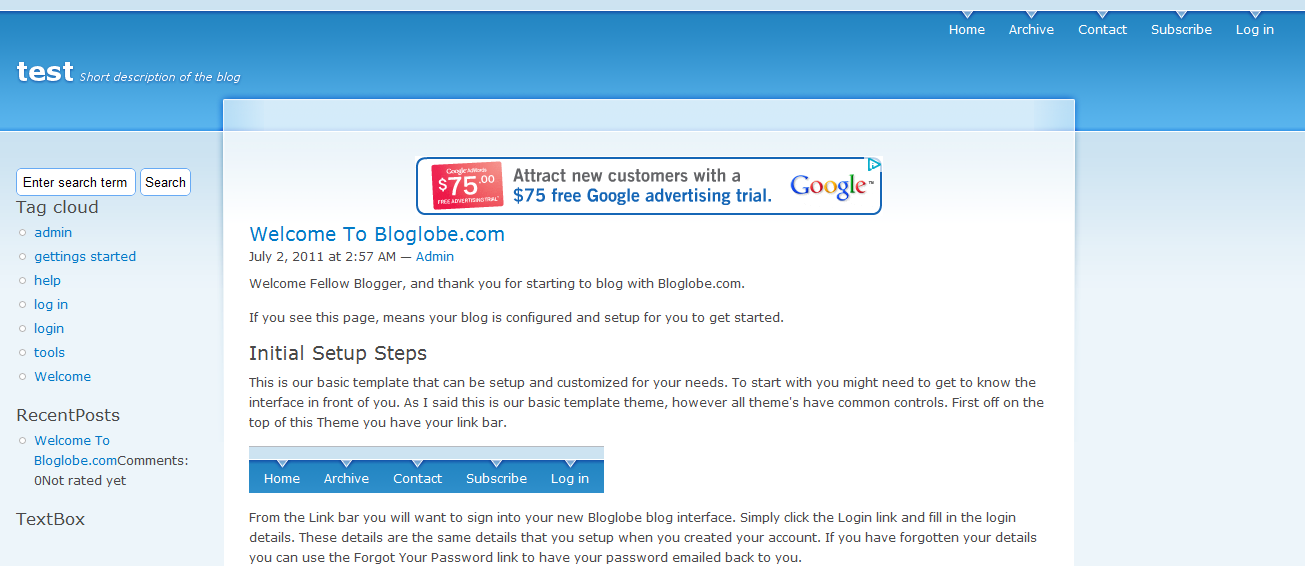 Home Archive Contact Subscribe Log in
test Short description of the blog
Enter search term Search
Tag cloud
admin
gettings started
help
log in
login
tools
Welcome
RecentPosts
Welcome To
Bloglobe.comComments:
0Not rated yet
TextBox
Google AdWords
$75.00
FREE ADVERTISING TRIAL*
Attract new customers with a
$75 free Google advertising trial.
Google™
Welcome To Bloglobe.com
July 2, 2011 at 2:57 AM — Admin
Welcome Fellow Blogger, and thank you for starting to blog with Bloglobe.com.
If you see this page, means your blog is configured and setup for you to get started.
Initial Setup Steps
This is our basic template that can be setup and customized for your needs. To start with you might need to get to know the
interface in front of you. As I said this is our basic template theme, however all theme's have common controls. First off on the
top of this Theme you have your link bar.
Home Archive Contact Subscribe Log in
From the Link bar you will want to sign into your new Bloglobe blog interface. Simply click the Login link and fill in the login
details. These details are the same details that you setup when you created your account. If you have forgotten your details
you can use the Forgot Your Password link to have your password emailed back to you.